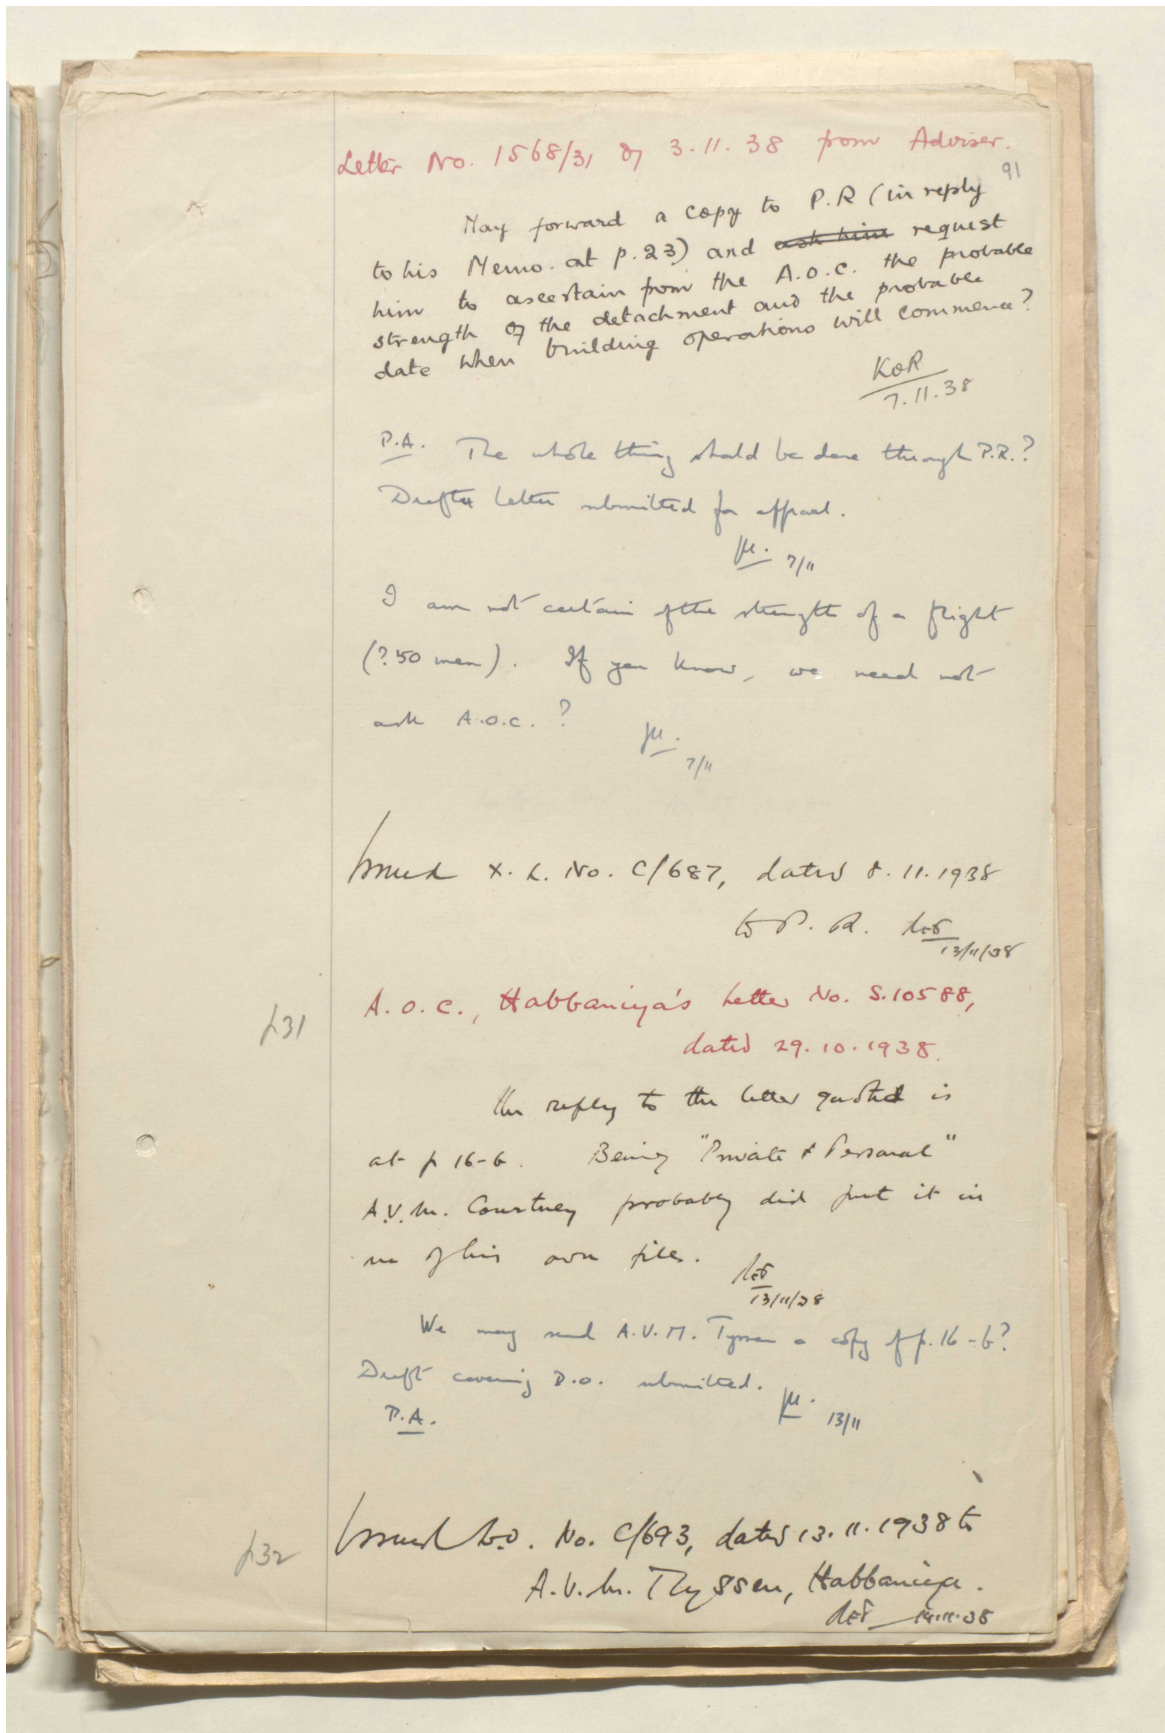 Letter No. 1568/31 of 3.11.38 from Adviser.
91
May forward a copy to P.R (in reply
to his Memo. at p.23) and ask him request
him to ascertain from the A.O.C. the probable
strength of the detachment and the probable
date when building operations will commence?
7.11.38
P.A. The whole thing should be done through P.R.?
Draft letter submitted for approval.
7/11
I am not certain of the strength of a flight
(?50 men). If you know, we need not
ask A.O.C.?
7/11
Issued x. L. No. C/687, dated 8.11.1938
to P. R.
13/11/38
p31
A.O.C., Habbaniya's letter No. S.10588,
dated 29.10.1938.
The reply to the letter quoted is
at p 16-b. Being "Private & Personal"
A.V.M. Courtney probably did put it in
one of his own files.
13/11/38
We may send A.V.M. Tyssen a copy of p.16-b?
Draft covering D.O. submitted.
P.A.
13/11
p32
Issued D.O. No. C/693, dated 13.11.1938 to
A.V.M. Thyssen, Habbaniya.
14.11.38